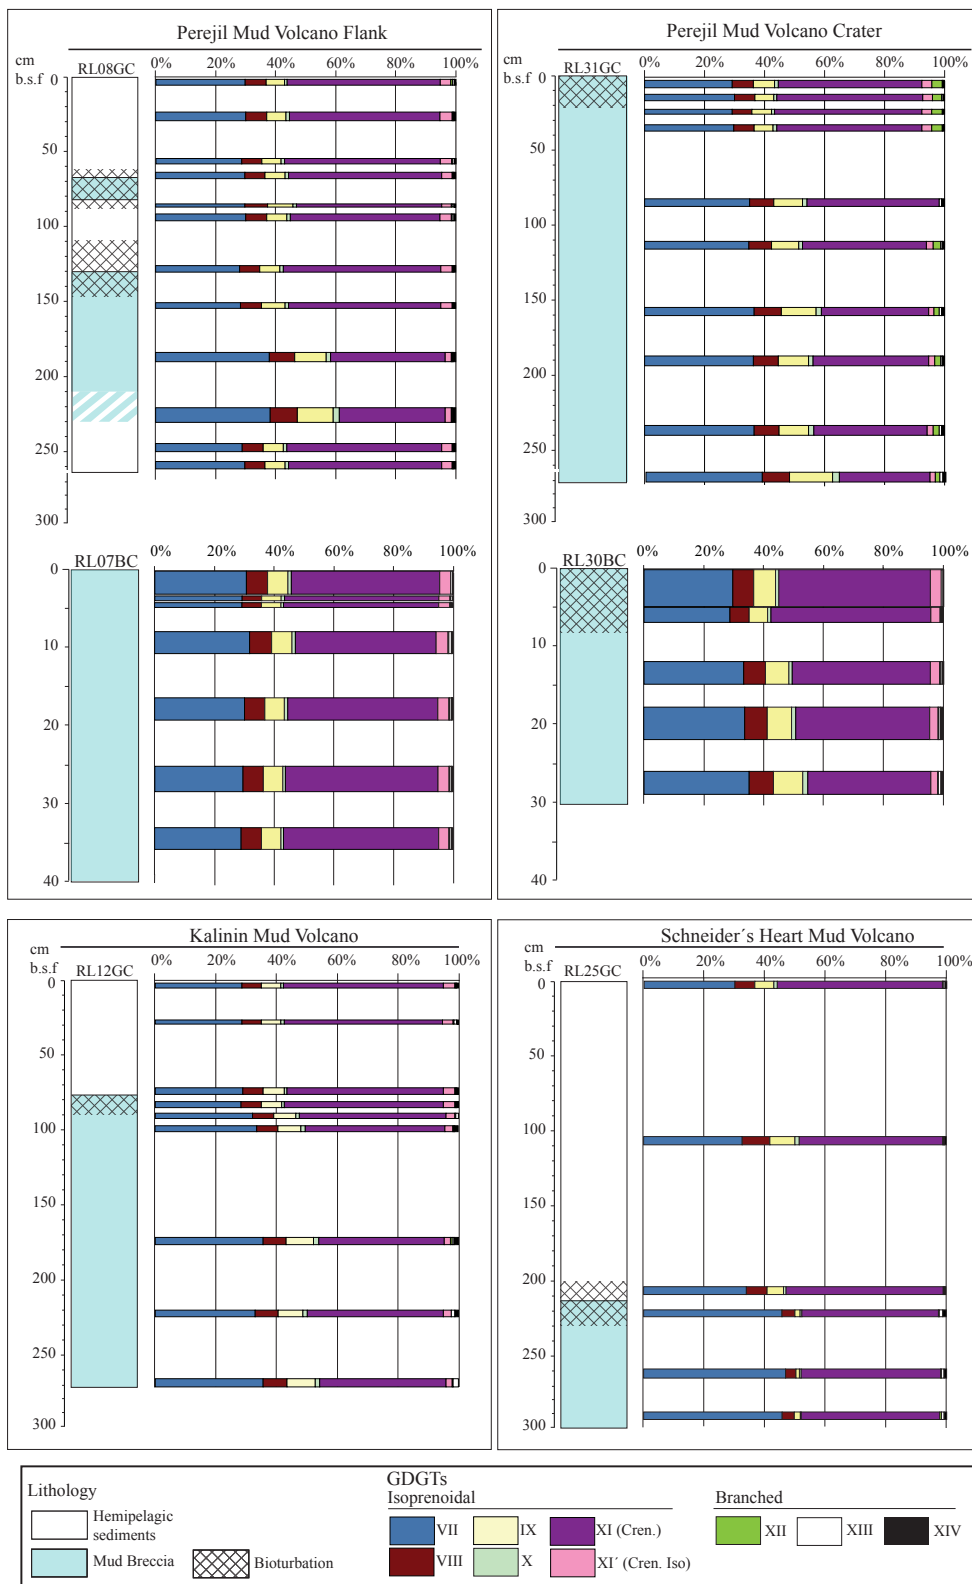 Perejil Mud Volcano Flank
cm
b.s.f
RL08GC
0% 20% 40% 60% 80% 100%
0
50
100
150
200
250
300
RL07BC
0% 20% 40% 60% 80% 100%
0
10
20
30
40
Perejil Mud Volcano Crater
cm
b.s.f
RL31GC
0% 20% 40% 60% 80% 100%
0
50
100
150
200
250
300
RL30BC
0% 20% 40% 60% 80% 100%
0
10
20
30
40
Kalinin Mud Volcano
cm
b.s.f
RL12GC
0% 20% 40% 60% 80% 100%
0
50
100
150
200
250
300
Schneider´s Heart Mud Volcano
cm
b.s.f
RL25GC
0% 20% 40% 60% 80% 100%
0
50
100
150
200
250
300
Lithology
Hemipelagic
sediments
Mud Breccia
Bioturbation
GDGTs
Isoprenoidal
VII
IX
XI (Cren.)
VIII
X
XI´ (Cren. Iso)
Branched
XII
XIII
XIV